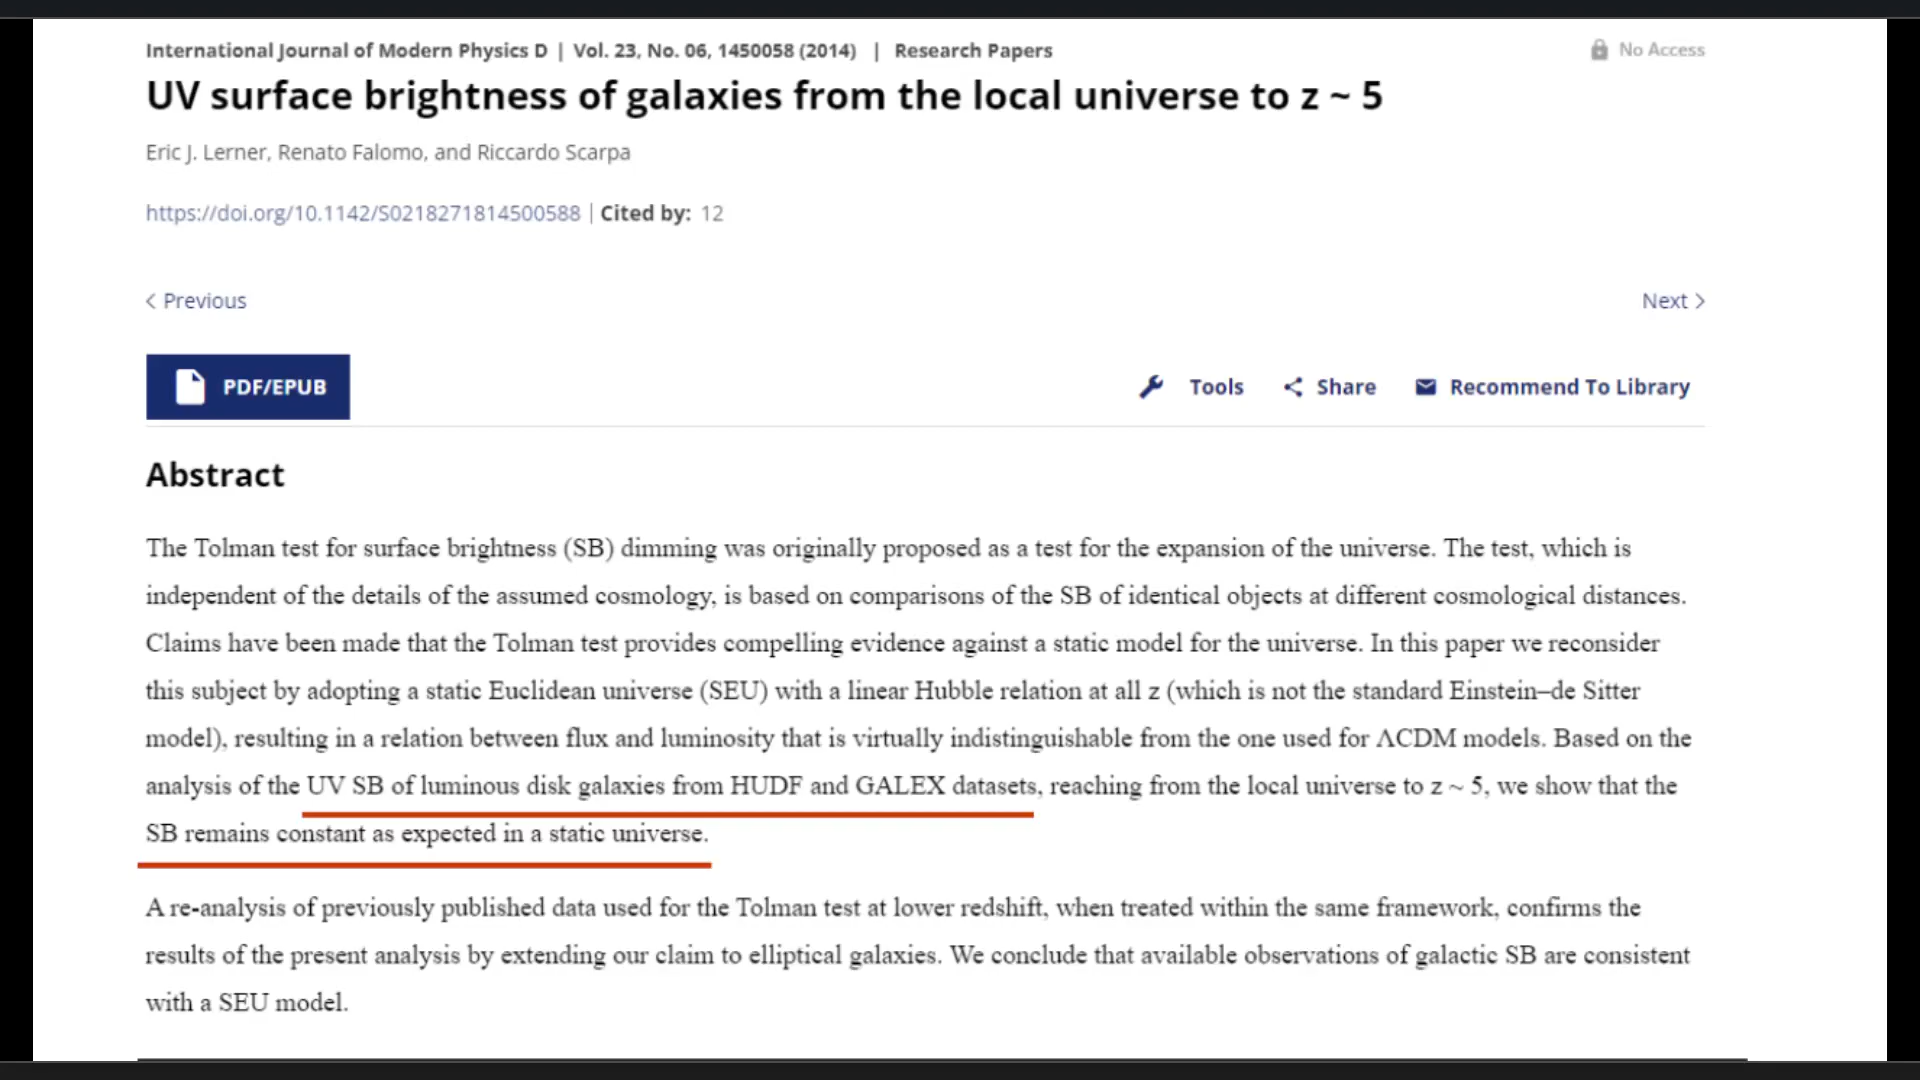 International Journal of Modern Physics D | Vol. 23, No. 06, 1450058 (2014) | Research Papers
No Access
UV surface brightness of galaxies from the local universe to z ~ 5
Eric J. Lerner, Renato Falomo, and Riccardo Scarpa
https://doi.org/10.1142/S0218271814500588 | Cited by: 12
< Previous
Next >
PDF/EPUB
Tools
Share
Recommend To Library
Abstract
The Tolman test for surface brightness (SB) dimming was originally proposed as a test for the expansion of the universe. The test, which is
independent of the details of the assumed cosmology, is based on comparisons of the SB of identical objects at different cosmological distances.
Claims have been made that the Tolman test provides compelling evidence against a static model for the universe. In this paper we reconsider
this subject by adopting a static Euclidean universe (SEU) with a linear Hubble relation at all z (which is not the standard Einstein–de Sitter
model), resulting in a relation between flux and luminosity that is virtually indistinguishable from the one used for ΛCDM models. Based on the
analysis of the UV SB of luminous disk galaxies from HUDF and GALEX datasets, reaching from the local universe to z ~ 5, we show that the
SB remains constant as expected in a static universe.
A re-analysis of previously published data used for the Tolman test at lower redshift, when treated within the same framework, confirms the
results of the present analysis by extending our claim to elliptical galaxies. We conclude that available observations of galactic SB are consistent
with a SEU model.